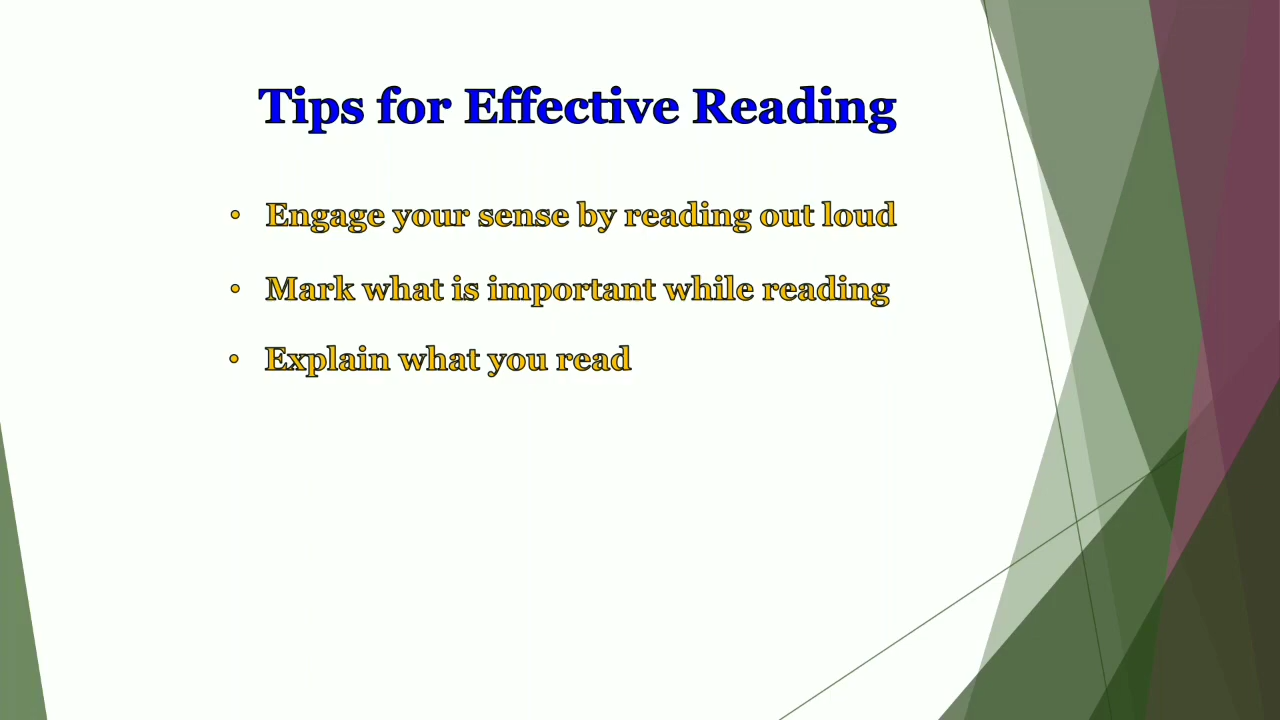 Tips for Effective Reading
• Engage your sense by reading out loud
• Mark what is important while reading
• Explain what you read